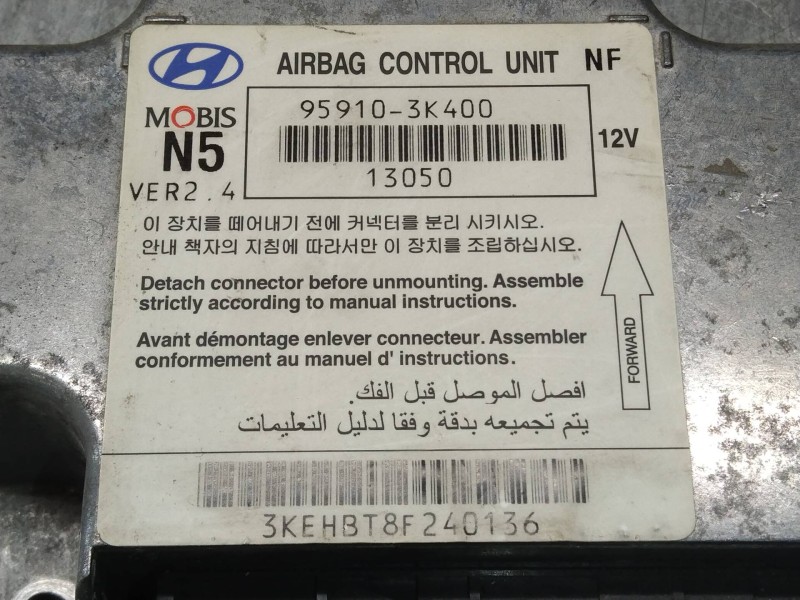 AIRBAG CONTROL UNIT NF
MOBIS
95910-3K400
N5
12V
13050
VER2.4
이 장치를 떼어내기 전에 커넥터를 분리 시키시오.
안내 책자의 지침에 따라서만 이 장치를 조립하십시오.
Detach connector before unmounting. Assemble
strictly according to manual instructions.
FORWARD
Avant démontage enlever connecteur. Assembler
conformement au manuel d' instructions.
افصل الموصل قبل الفك.
يتم تجميعه بدقة وفقا لدليل التعليمات
3KEHBT8F240136